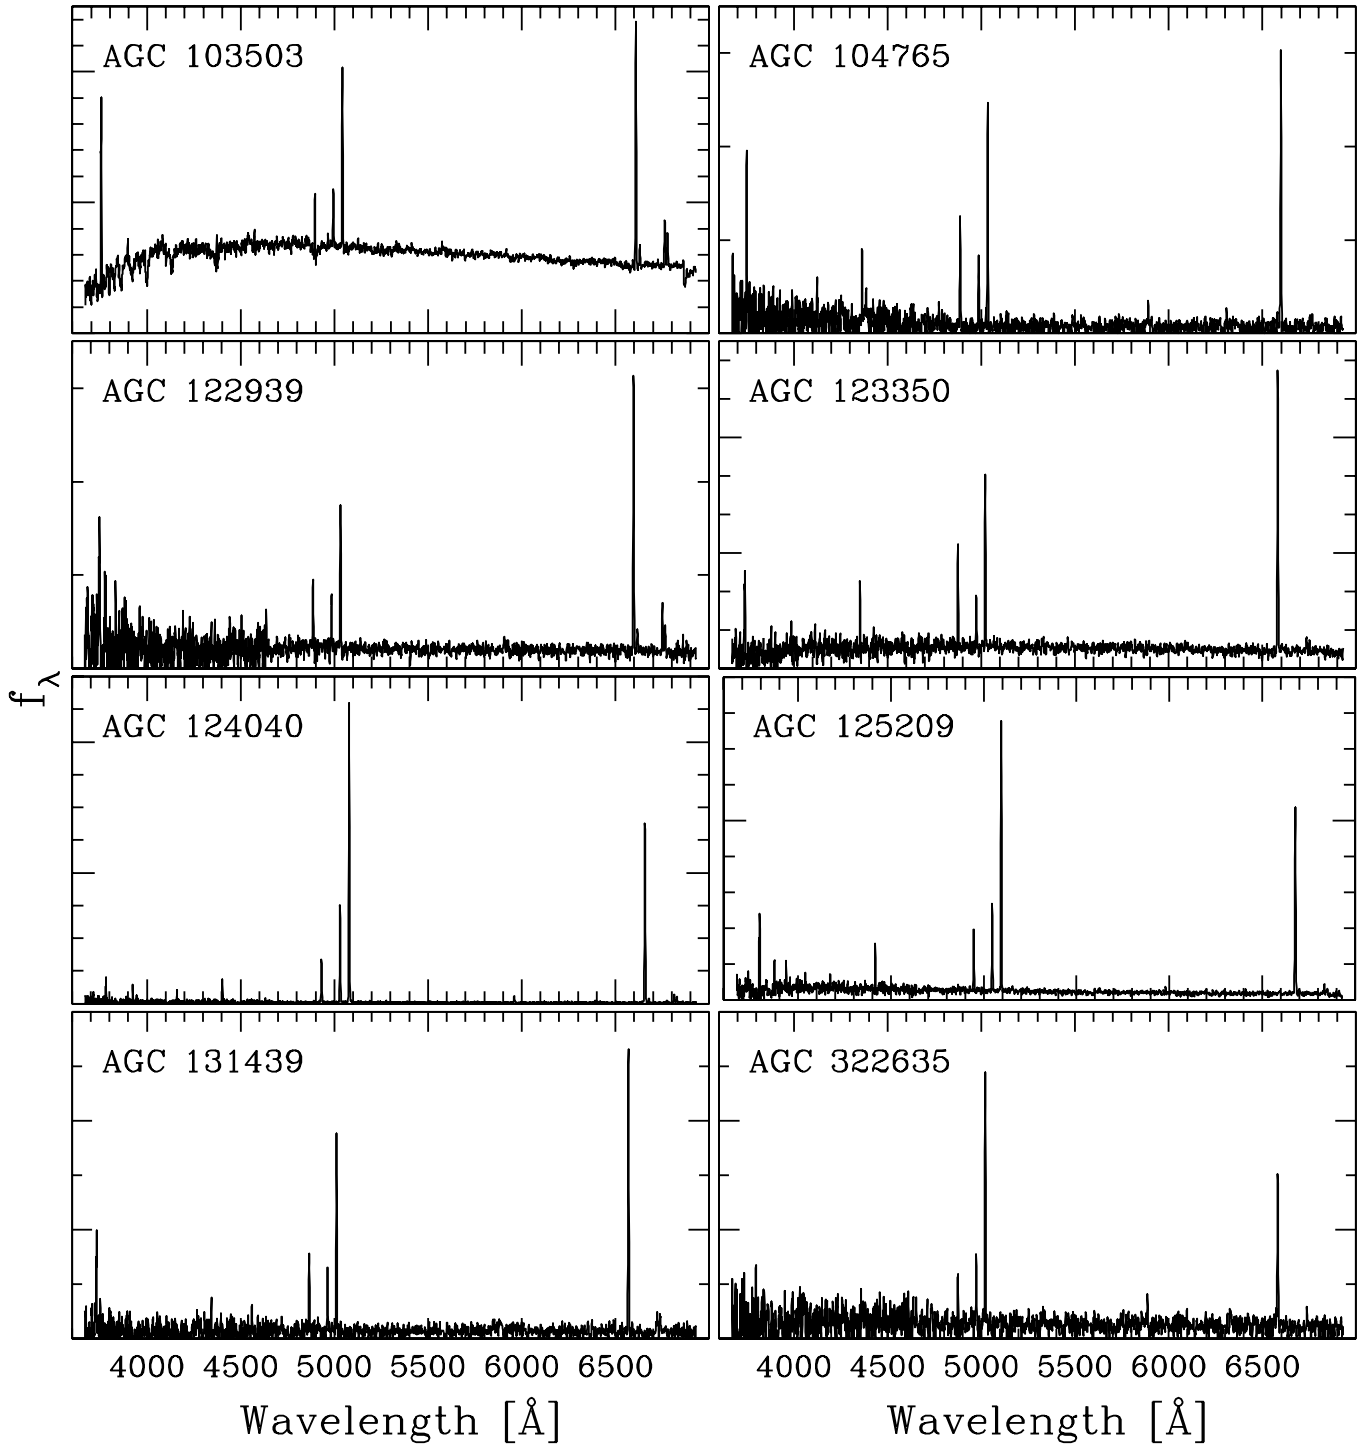 AGC 103503
AGC 104765
AGC 122939
AGC 123350
f_λ
AGC 124040
AGC 125209
AGC 131439
AGC 322635
4000 4500 5000 5500 6000 6500
4000 4500 5000 5500 6000 6500
Wavelength [Å]
Wavelength [Å]